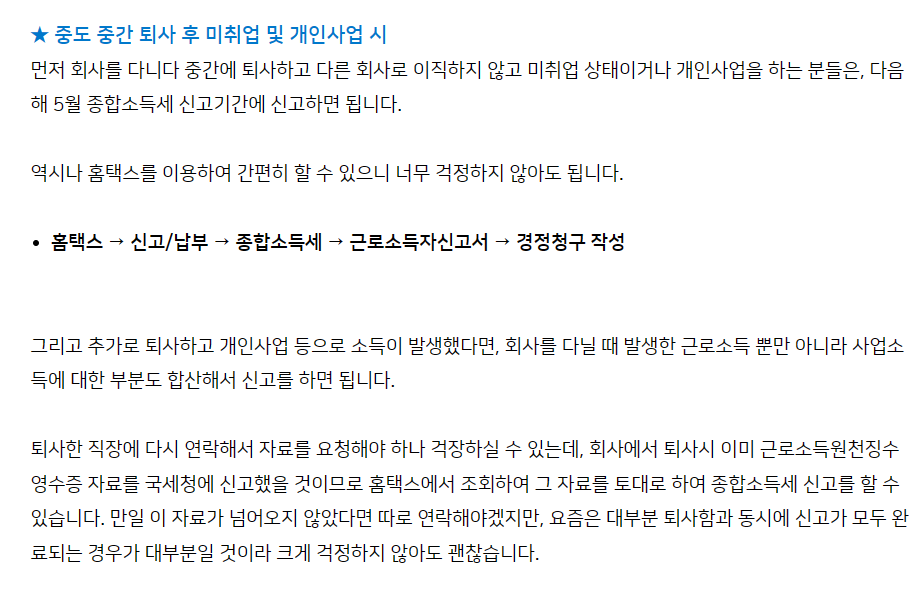 ★ 중도 중간 퇴사 후 미취업 및 개인사업 시
먼저 회사를 다니다 중간에 퇴사하고 다른 회사로 이직하지 않고 미취업 상태이거나 개인사업을 하는 분들은, 다음
해 5월 종합소득세 신고기간에 신고하면 됩니다.
역시나 홈택스를 이용하여 간편히 할 수 있으니 너무 걱정하지 않아도 됩니다.
• 홈택스 → 신고/납부 → 종합소득세 → 근로소득자신고서 → 경정청구 작성
그리고 추가로 퇴사하고 개인사업 등으로 소득이 발생했다면, 회사를 다닐 때 발생한 근로소득 뿐만 아니라 사업소
득에 대한 부분도 합산해서 신고를 하면 됩니다.
퇴사한 직장에 다시 연락해서 자료를 요청해야 하나 걱장하실 수 있는데, 회사에서 퇴사시 이미 근로소득원천징수
영수증 자료를 국세청에 신고했을 것이므로 홈택스에서 조회하여 그 자료를 토대로 하여 종합소득세 신고를 할 수
있습니다. 만일 이 자료가 넘어오지 않았다면 따로 연락해야겠지만, 요즘은 대부분 퇴사함과 동시에 신고가 모두 완
료되는 경우가 대부분일 것이라 크게 걱정하지 않아도 괜찮습니다.